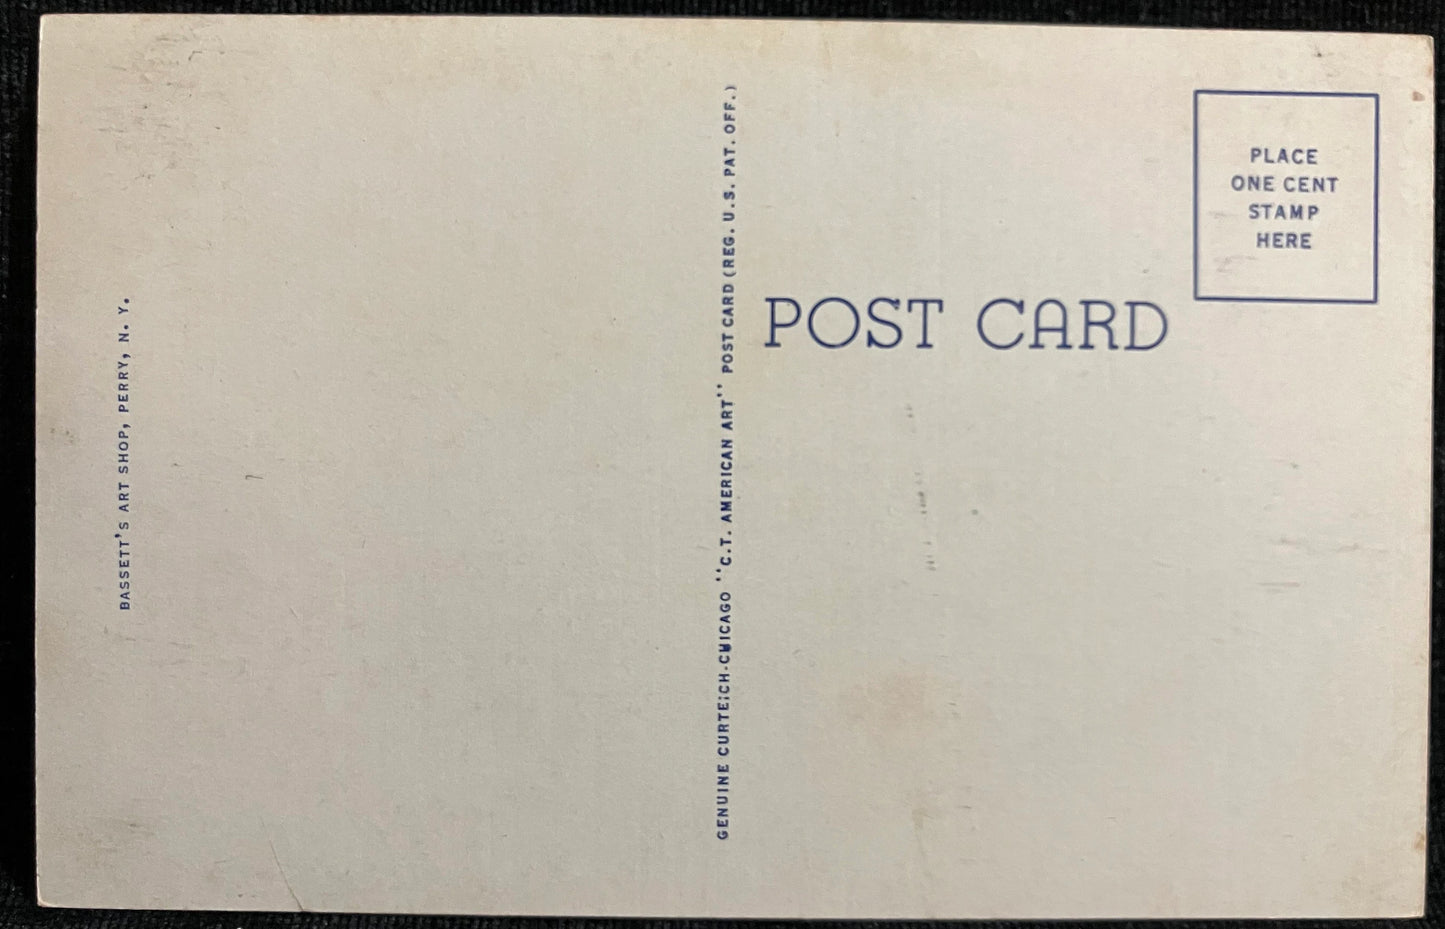 BASSETT'S ART SHOP, PERRY, N. Y.
GENUINE CURTEICH-CHICAGO "C.T. AMERICAN ART" POST CARD (REG. U.S. PAT. OFF.)
POST CARD
PLACE
ONE CENT
STAMP
HERE